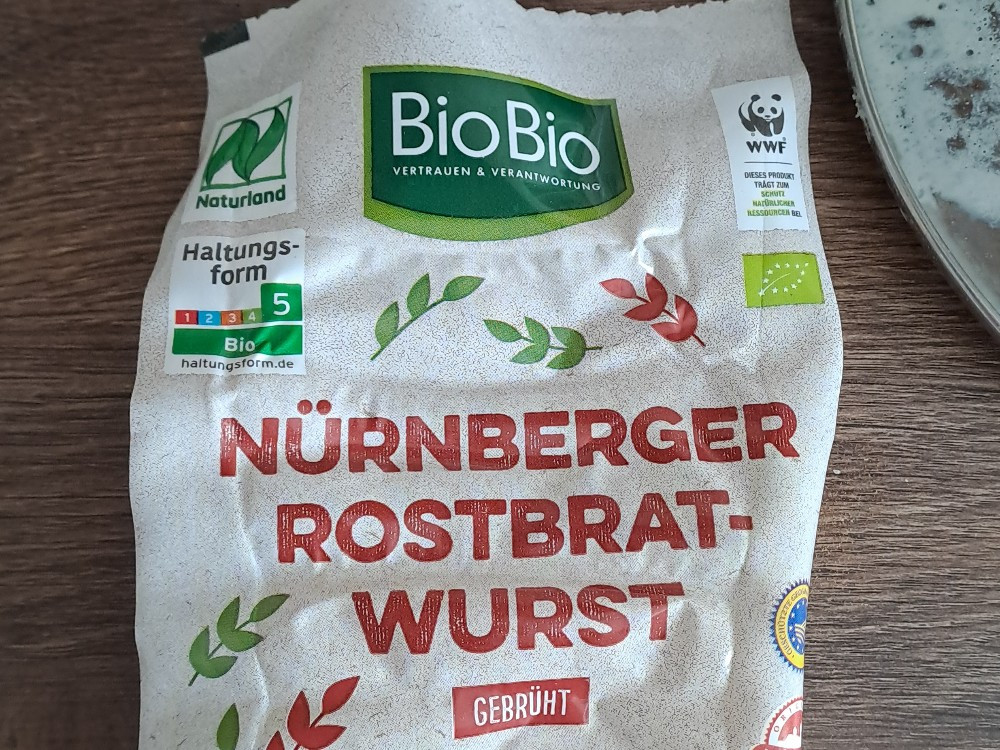 BioBio
VERTRAUEN & VERANTWORTUNG
Naturland
WWF
DIESES PRODUKT
TRÄGT ZUM
SCHUTZ
NATÜRLICHER
RESSOURCEN BEI.
Haltungs-
form
1 2 3 4 5
Bio
haltungsform.de
NÜRNBERGER
ROSTBRAT-
WURST
GEBRÜHT